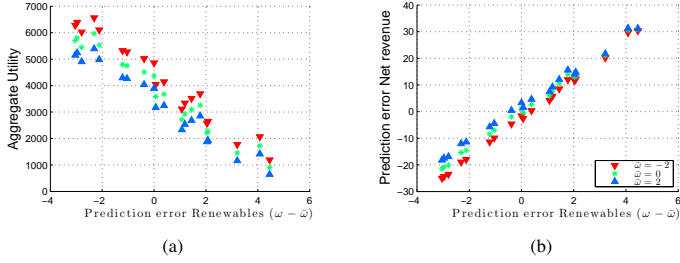 7000
6000
5000
4000
3000
2000
1000
0
Aggregate Utility
−4 −2 0 2 4 6
Prediction error Renewables (ω − ω̄)
(a)
40
30
20
10
0
−10
−20
−30
Prediction error Net revenue
ω̄ = −2
ω̄ = 0
ω̄ = 2
−4 −2 0 2 4 6
Prediction error Renewables (ω − ω̄)
(b)